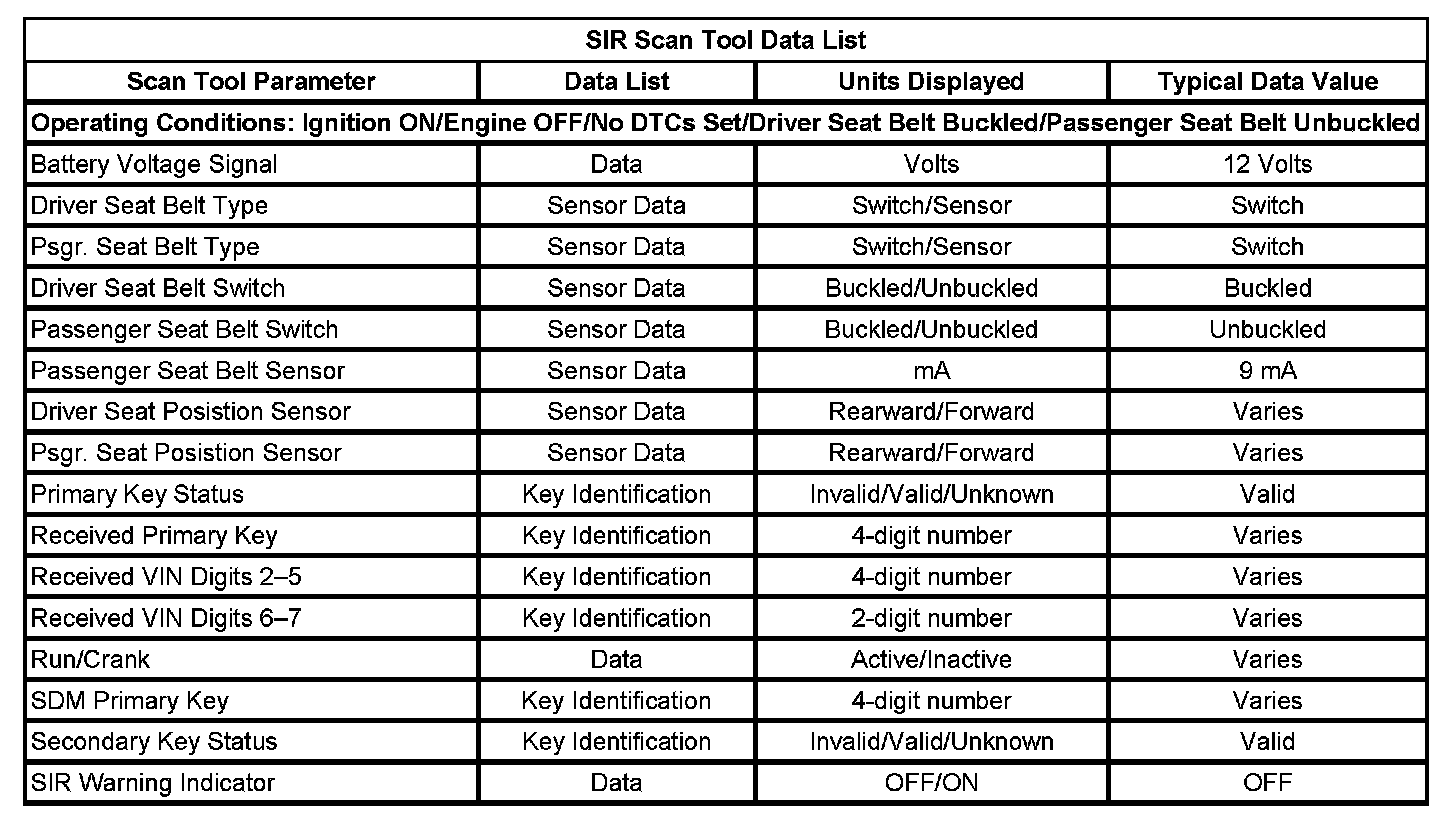 SIR Scan Tool Data List
Scan Tool Parameter Data List Units Displayed Typical Data Value
Operating Conditions: Ignition ON/Engine OFF/No DTCs Set/Driver Seat Belt Buckled/Passenger Seat Belt Unbuckled
Battery Voltage Signal Data Volts 12 Volts
Driver Seat Belt Type Sensor Data Switch/Sensor Switch
Psgr. Seat Belt Type Sensor Data Switch/Sensor Switch
Driver Seat Belt Switch Sensor Data Buckled/Unbuckled Buckled
Passenger Seat Belt Switch Sensor Data Buckled/Unbuckled Unbuckled
Passenger Seat Belt Sensor Sensor Data mA 9 mA
Driver Seat Posistion Sensor Sensor Data Rearward/Forward Varies
Psgr. Seat Posistion Sensor Sensor Data Rearward/Forward Varies
Primary Key Status Key Identification Invalid/Valid/Unknown Valid
Received Primary Key Key Identification 4-digit number Varies
Received VIN Digits 2–5 Key Identification 4-digit number Varies
Received VIN Digits 6–7 Key Identification 2-digit number Varies
Run/Crank Data Active/Inactive Varies
SDM Primary Key Key Identification 4-digit number Varies
Secondary Key Status Key Identification Invalid/Valid/Unknown Valid
SIR Warning Indicator Data OFF/ON OFF